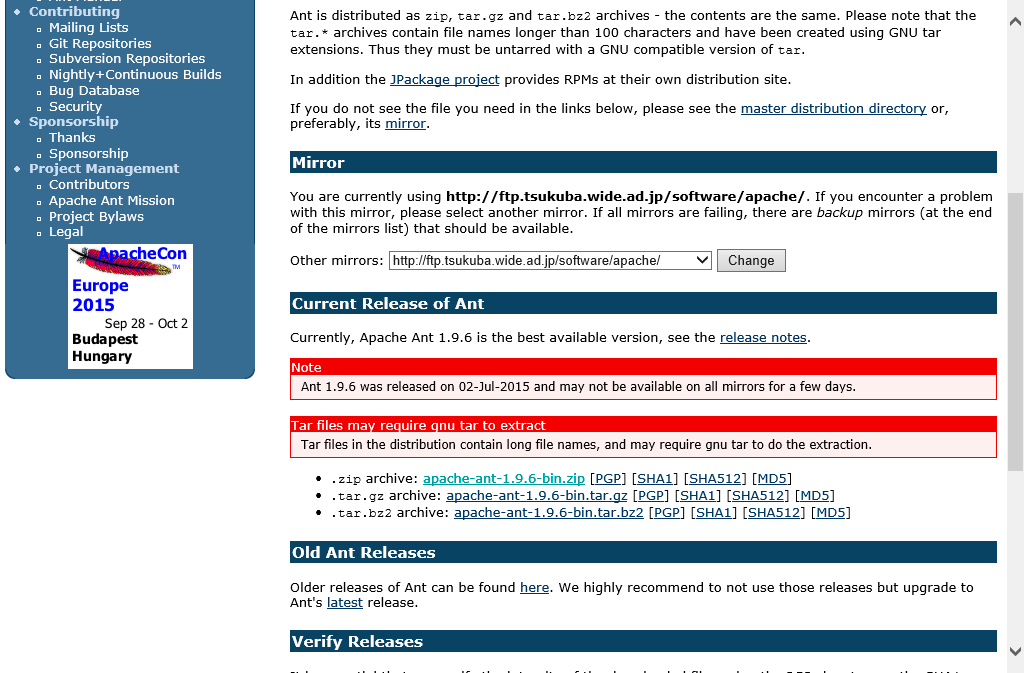 Contributing
Mailing Lists
Git Repositories
Subversion Repositories
Nightly+Continuous Builds
Bug Database
Security
Sponsorship
Thanks
Sponsorship
Project Management
Contributors
Apache Ant Mission
Project Bylaws
Legal
ApacheCon
TM
Europe
2015
Sep 28 - Oct 2
Budapest
Hungary
Ant is distributed as zip, tar.gz and tar.bz2 archives - the contents are the same. Please note that the
tar.* archives contain file names longer than 100 characters and have been created using GNU tar
extensions. Thus they must be untarred with a GNU compatible version of tar.
In addition the JPackage project provides RPMs at their own distribution site.
If you do not see the file you need in the links below, please see the master distribution directory or,
preferably, its mirror.
Mirror
You are currently using http://ftp.tsukuba.wide.ad.jp/software/apache/. If you encounter a problem
with this mirror, please select another mirror. If all mirrors are failing, there are backup mirrors (at the end
of the mirrors list) that should be available.
Other mirrors: http://ftp.tsukuba.wide.ad.jp/software/apache/ Change
Current Release of Ant
Currently, Apache Ant 1.9.6 is the best available version, see the release notes.
Note
Ant 1.9.6 was released on 02-Jul-2015 and may not be available on all mirrors for a few days.
Tar files may require gnu tar to extract
Tar files in the distribution contain long file names, and may require gnu tar to do the extraction.
• .zip archive: apache-ant-1.9.6-bin.zip [PGP] [SHA1] [SHA512] [MD5]
• .tar.gz archive: apache-ant-1.9.6-bin.tar.gz [PGP] [SHA1] [SHA512] [MD5]
• .tar.bz2 archive: apache-ant-1.9.6-bin.tar.bz2 [PGP] [SHA1] [SHA512] [MD5]
Old Ant Releases
Older releases of Ant can be found here. We highly recommend to not use those releases but upgrade to
Ant's latest release.
Verify Releases